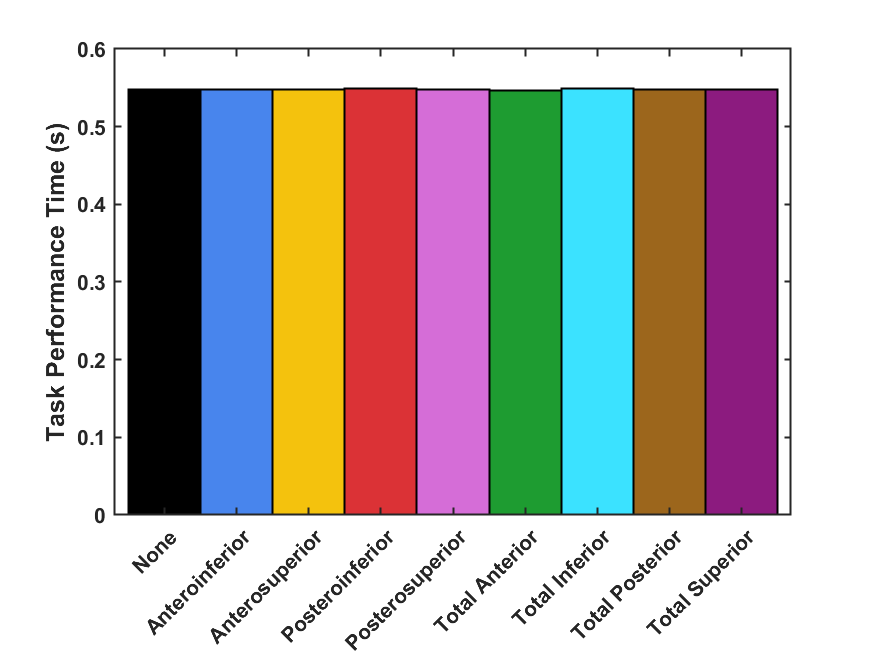 0.6
0.5
0.4
0.3
0.2
0.1
0
Task Performance Time (s)
None
Anteroinferior
Anterosuperior
Posteroinferior
Posterosuperior
Total Anterior
Total Inferior
Total Posterior
Total Superior